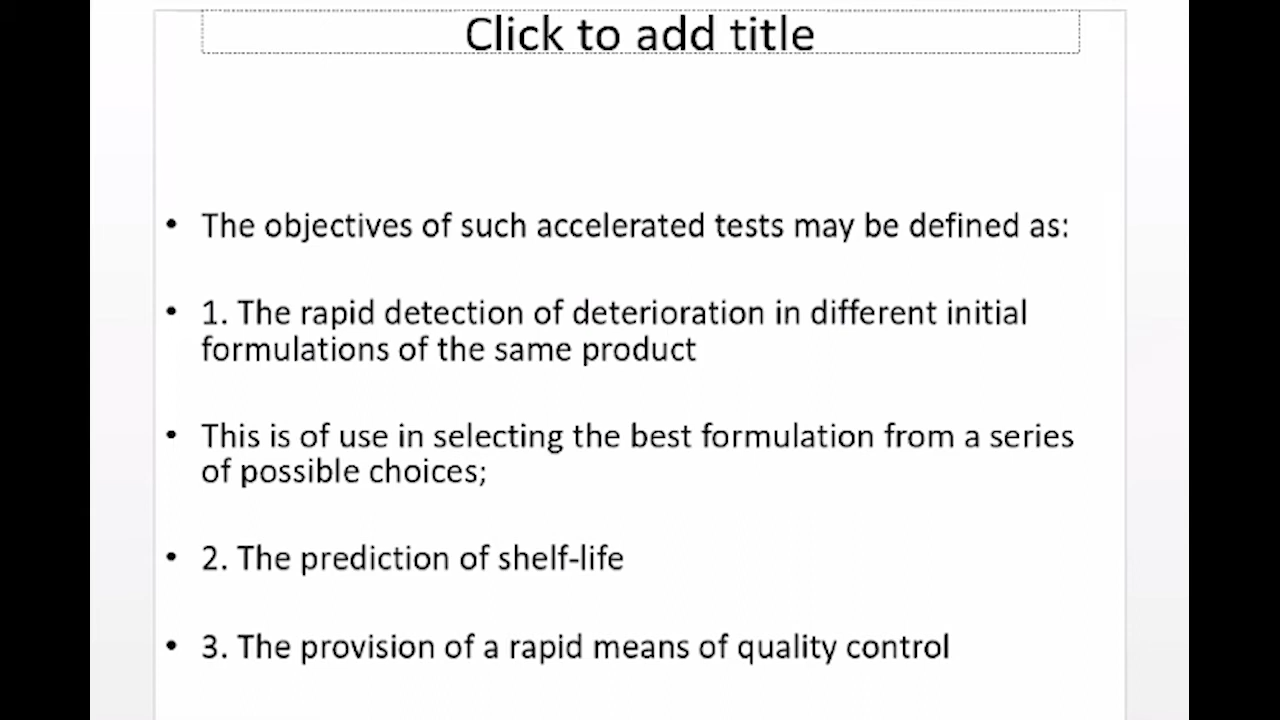 Click to add title
• The objectives of such accelerated tests may be defined as:
• 1. The rapid detection of deterioration in different initial
formulations of the same product
• This is of use in selecting the best formulation from a series
of possible choices;
• 2. The prediction of shelf-life
• 3. The provision of a rapid means of quality control